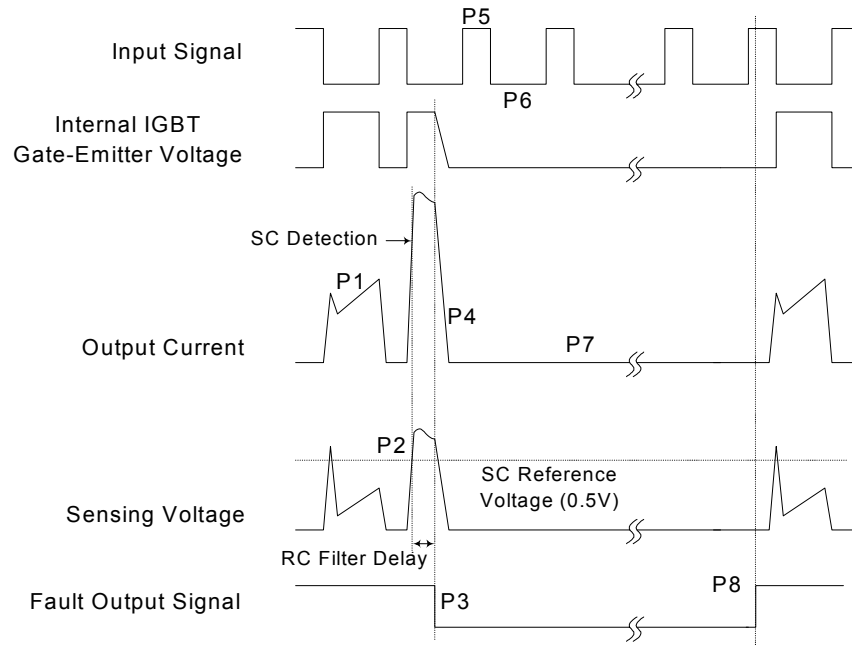 P5
Input Signal
P6
Internal IGBT
Gate-Emitter Voltage
SC Detection
P1
P4
Output Current
P7
P2
SC Reference
Voltage (0.5V)
Sensing Voltage
RC Filter Delay
P8
Fault Output Signal
P3